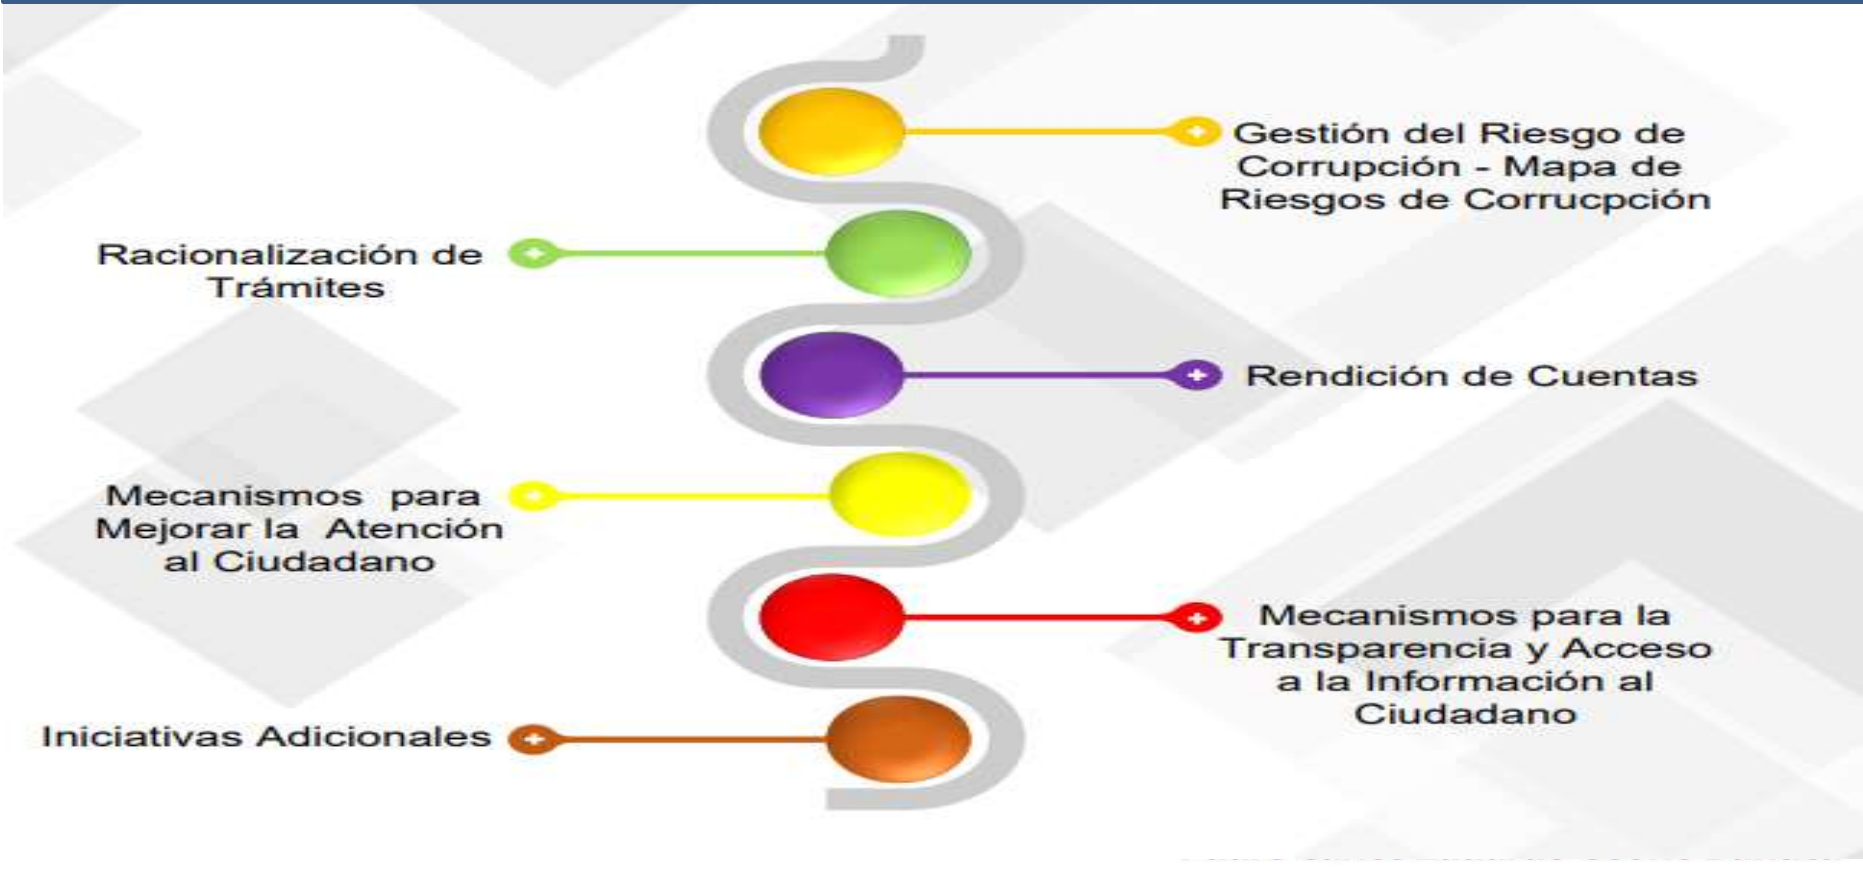 Gestión del Riesgo de
Corrupción - Mapa de
Riesgos de Corrucpción
Racionalización de
Trámites
Rendición de Cuentas
Mecanismos para
Mejorar la Atención
al Ciudadano
Mecanismos para la
Transparencia y Acceso
a la Información al
Ciudadano
Iniciativas Adicionales